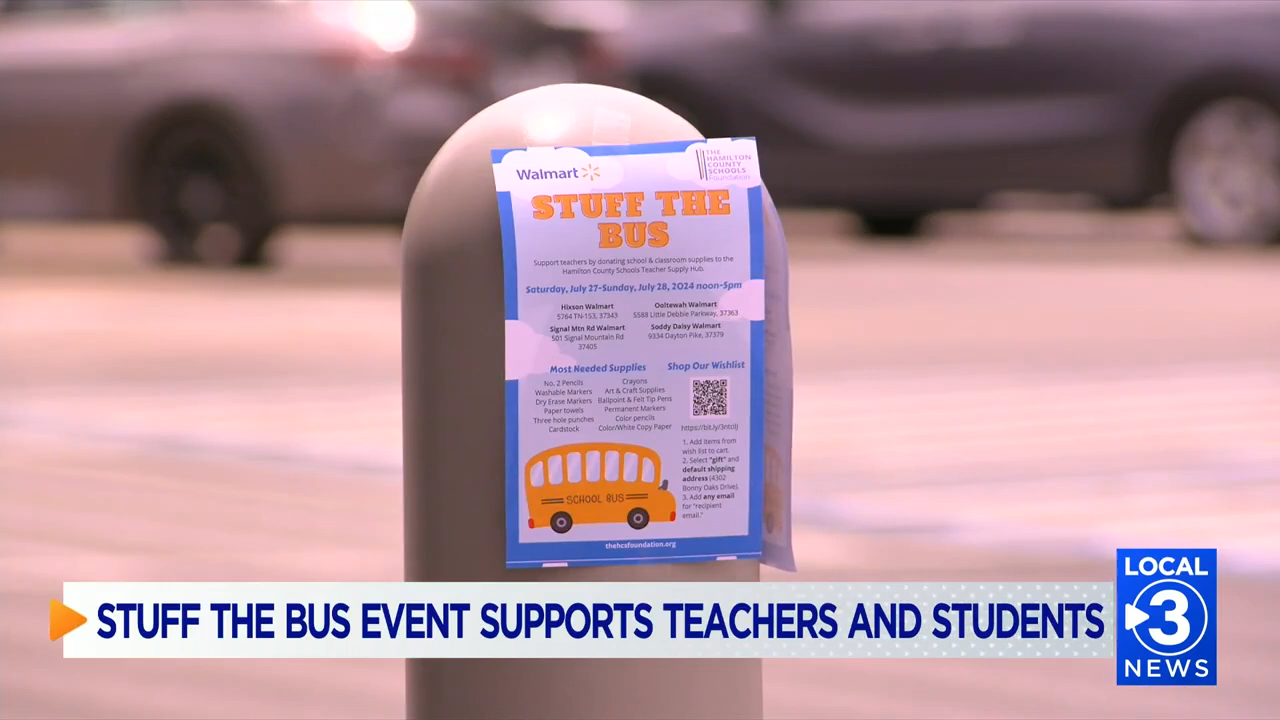 Walmart
THE
HAMILTON
COUNTY
SCHOOLS
Foundation
STUFF THE
BUS
Support teachers by donating school & classroom supplies to the
Hamilton County Schools Teacher Supply Hub.
Saturday, July 27-Sunday, July 28, 2024 noon-5pm
Hixson Walmart
5764 TN-153, 37343
Ooltewah Walmart
5588 Little Debbie Parkway, 37363
Signal Mtn Rd Walmart
501 Signal Mountain Rd
37405
Soddy Daisy Walmart
9334 Dayton Pike, 37379
Most Needed Supplies
No. 2 Pencils
Washable Markers
Dry Erase Markers
Paper towels
Three hole punches
Cardstock
Crayons
Art & Craft Supplies
Ballpoint & Felt Tip Pens
Permanent Markers
Color pencils
Color/White Copy Paper
Shop Our Wishlist
1. Add items from
wish list to cart.
2. Select "gift" and
default shipping
address (4302
Bonny Oaks Drive).
3. Add any email
for "recipient
email."
SCHOOL BUS
thehcsfoundation.org
STUFF THE BUS EVENT SUPPORTS TEACHERS AND STUDENTS
LOCAL
3
NEWS